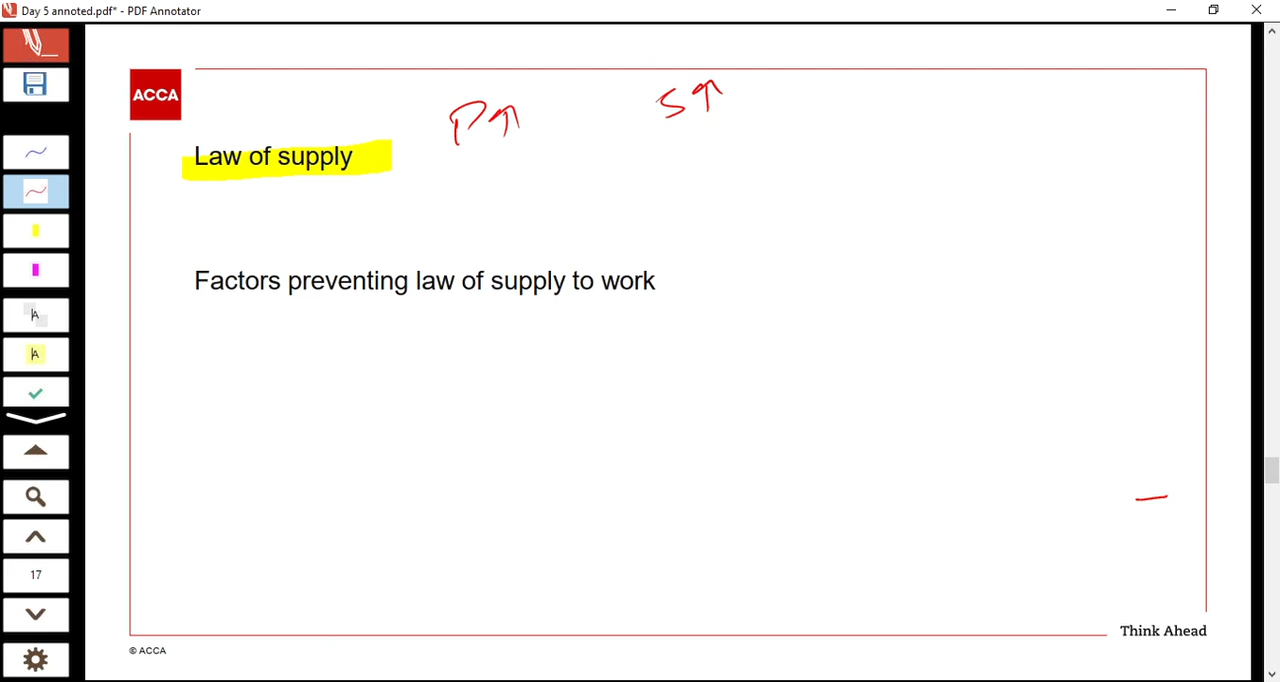 Day 5 annoted.pdf* - PDF Annotator
ACCA
P↑ S↑
Law of supply
Factors preventing law of supply to work
17
Think Ahead
© ACCA